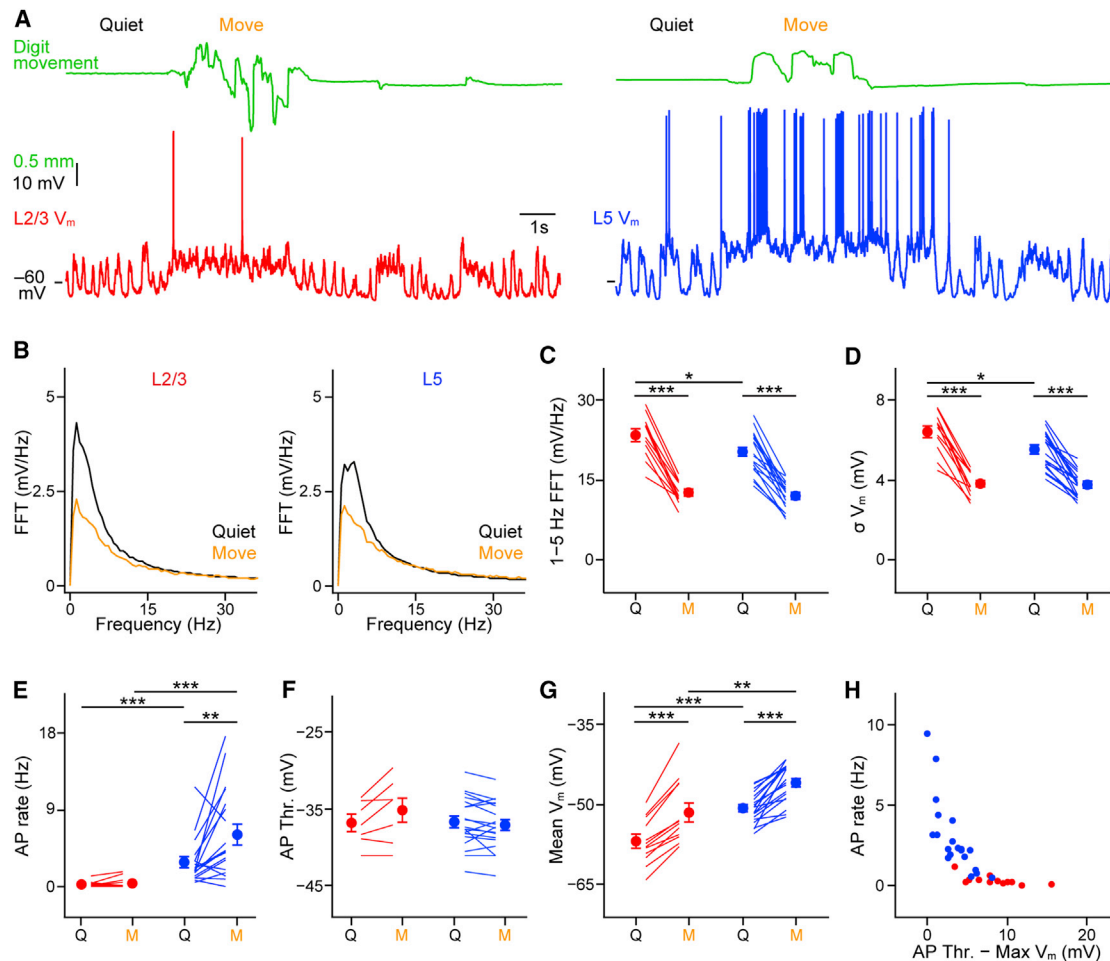 A
Quiet Move
Digit
movement
0.5 mm
10 mV
L2/3 Vm
1s
−60
mV
Quiet Move
L5 Vm
B
L2/3
FFT (mV/Hz)
5
2.5
0
Quiet
Move
0 15 30
Frequency (Hz)
L5
FFT (mV/Hz)
5
2.5
0
Quiet
Move
0 15 30
Frequency (Hz)
C
1−5 Hz FFT (mV/Hz)
30
15
0
*
*** ***
Q M Q M
D
σ Vm (mV)
8
4
0
*
*** ***
Q M Q M
E
AP rate (Hz)
18
9
0
***
***
**
Q M Q M
F
AP Thr. (mV)
−25
−35
−45
Q M Q M
G
Mean Vm (mV)
−35
−50
−65
**
***
*** ***
Q M Q M
H
AP rate (Hz)
10
5
0
0 10 20
AP Thr. − Max Vm (mV)